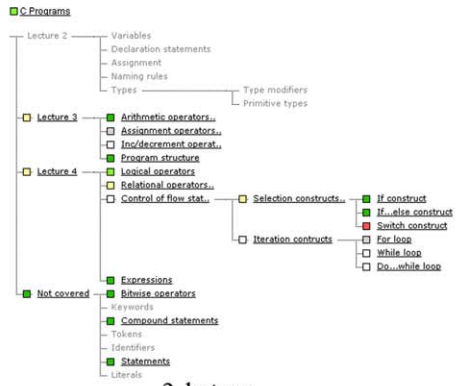 C Programs
Lecture 2 Variables
Declaration statements
Assignment
Naming rules
Types Type modifiers
Primitive types
Lecture 3 Arithmetic operators..
Assignment operators..
Inc/decrement operat..
Program structure
Lecture 4 Logical operators
Relational operators..
Control of flow stat.. Selection constructs.. If construct
If...else construct
Switch construct
Iteration contructs For loop
While loop
Do...while loop
Expressions
Not covered Bitwise operators
Keywords
Compound statements
Tokens
Identifiers
Statements
Literals